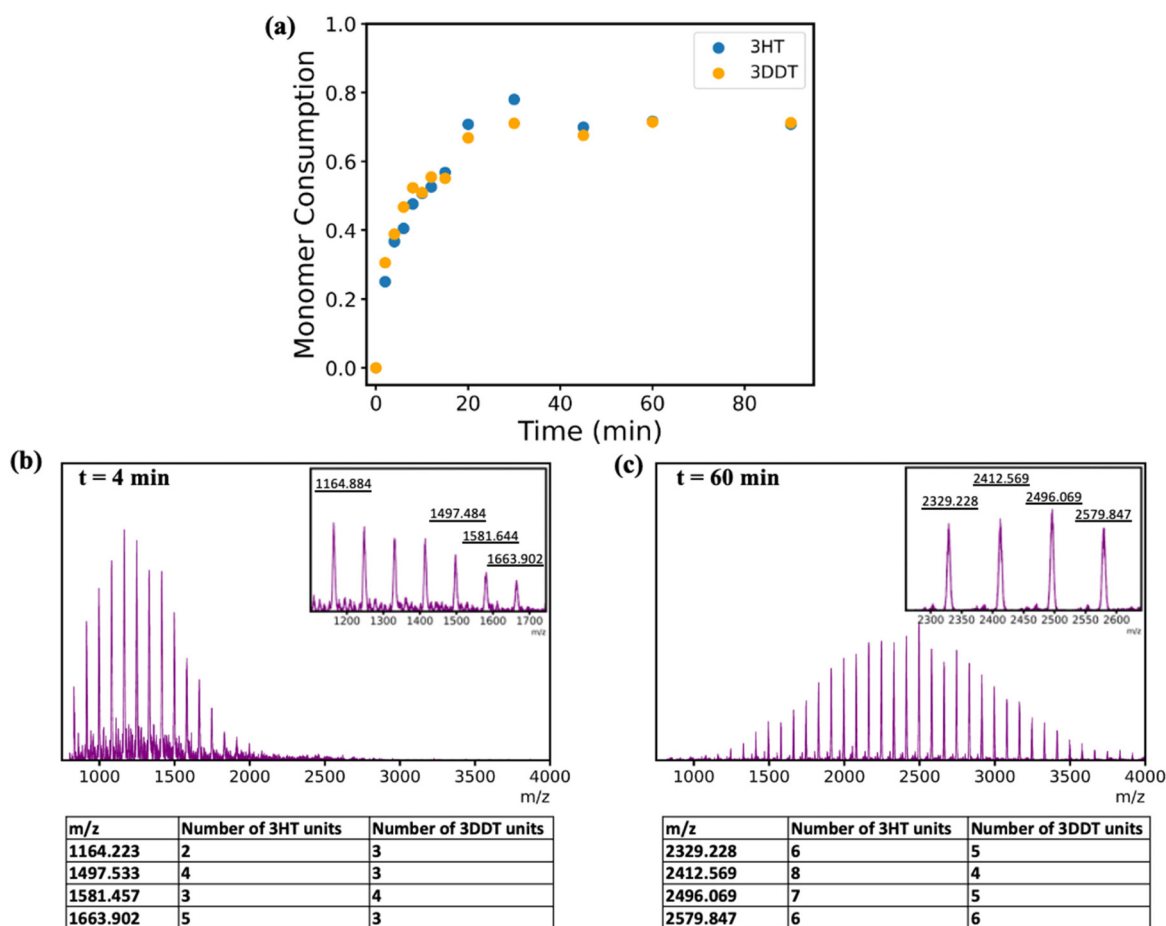 (a)
1.0
0.8
0.6
0.4
0.2
0.0
Monomer Consumption
3HT
3DDT
0 20 40 60 80
Time (min)
(b)
t = 4 min
1164.884
1497.484
1581.644
1663.902
1200 1300 1400 1500 1600 1700
m/z
1000 1500 2000 2500 3000 3500 4000
m/z
m/z Number of 3HT units Number of 3DDT units
1164.223 2 3
1497.533 4 3
1581.457 3 4
1663.902 5 3
(c)
t = 60 min
2412.569
2329.228
2496.069
2579.847
2300 2350 2400 2450 2500 2550 2600
m/z
1000 1500 2000 2500 3000 3500 4000
m/z
m/z Number of 3HT units Number of 3DDT units
2329.228 6 5
2412.569 8 4
2496.069 7 5
2579.847 6 6